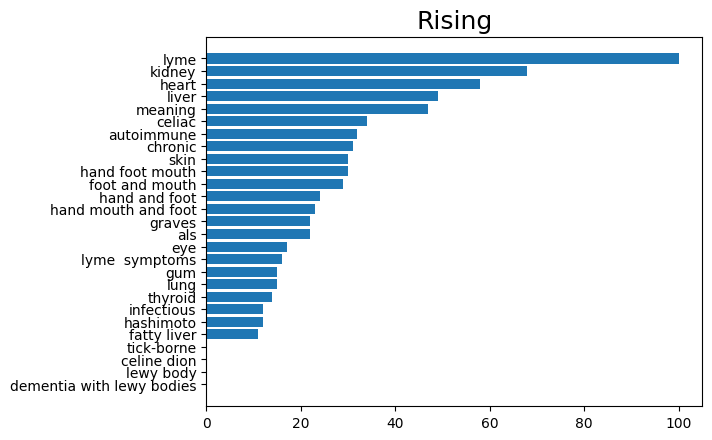 Rising
lyme
kidney
heart
liver
meaning
celiac
autoimmune
chronic
skin
hand foot mouth
foot and mouth
hand and foot
hand mouth and foot
graves
als
eye
lyme  symptoms
gum
lung
thyroid
infectious
hashimoto
fatty liver
tick-borne
celine dion
lewy body
dementia with lewy bodies
0 20 40 60 80 100